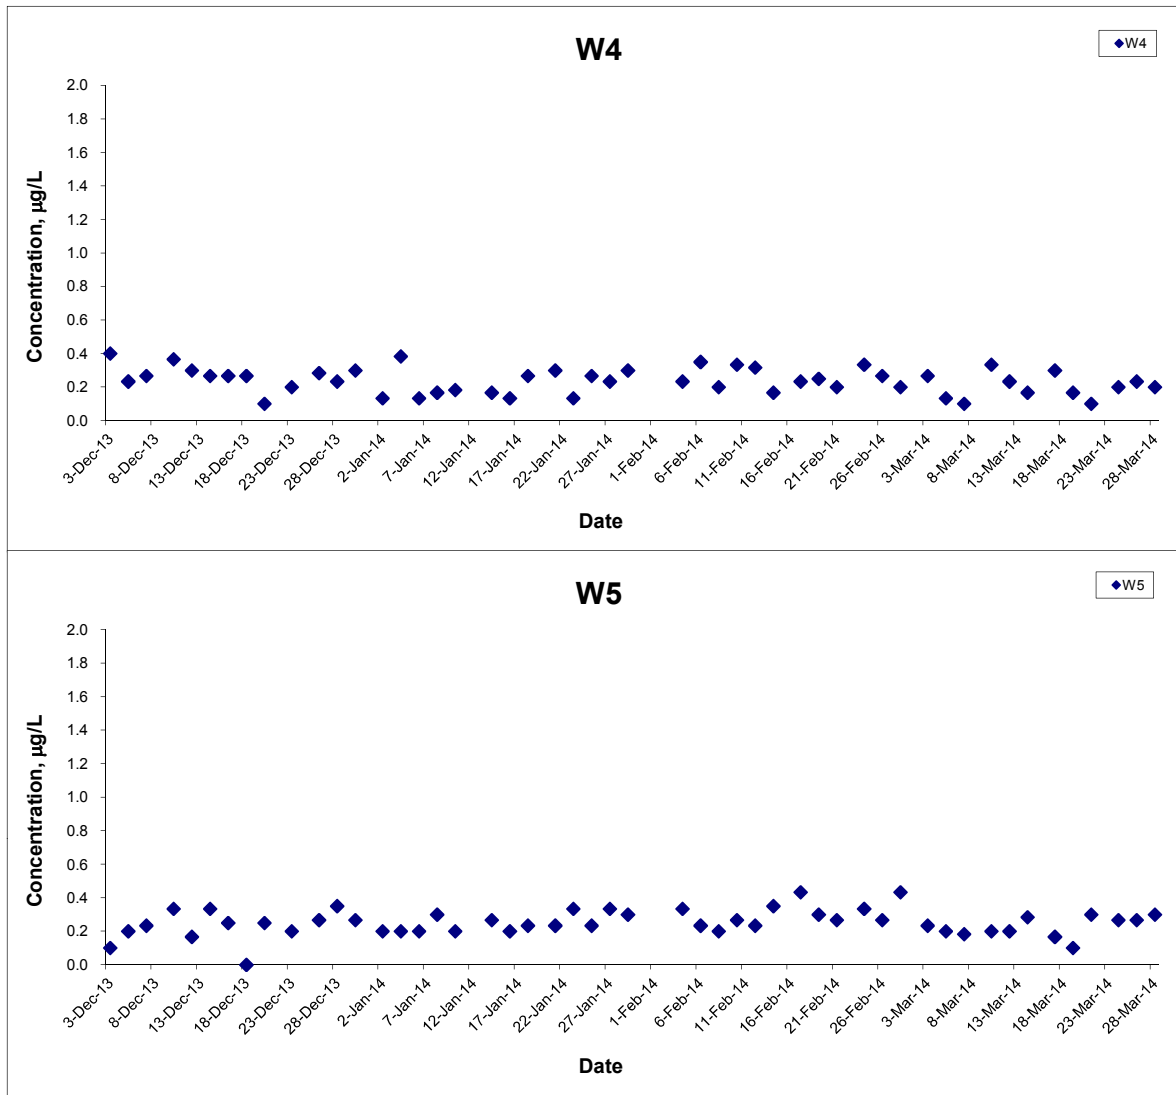 W4
W4
2.0
1.8
1.6
1.4
1.2
1.0
0.8
0.6
0.4
0.2
0.0
Concentration, µg/L
3-Dec-13
8-Dec-13
13-Dec-13
18-Dec-13
23-Dec-13
28-Dec-13
2-Jan-14
7-Jan-14
12-Jan-14
17-Jan-14
22-Jan-14
27-Jan-14
1-Feb-14
6-Feb-14
11-Feb-14
16-Feb-14
21-Feb-14
26-Feb-14
3-Mar-14
8-Mar-14
13-Mar-14
18-Mar-14
23-Mar-14
28-Mar-14
Date
W5
W5
2.0
1.8
1.6
1.4
1.2
1.0
0.8
0.6
0.4
0.2
0.0
Concentration, µg/L
3-Dec-13
8-Dec-13
13-Dec-13
18-Dec-13
23-Dec-13
28-Dec-13
2-Jan-14
7-Jan-14
12-Jan-14
17-Jan-14
22-Jan-14
27-Jan-14
1-Feb-14
6-Feb-14
11-Feb-14
16-Feb-14
21-Feb-14
26-Feb-14
3-Mar-14
8-Mar-14
13-Mar-14
18-Mar-14
23-Mar-14
28-Mar-14
Date